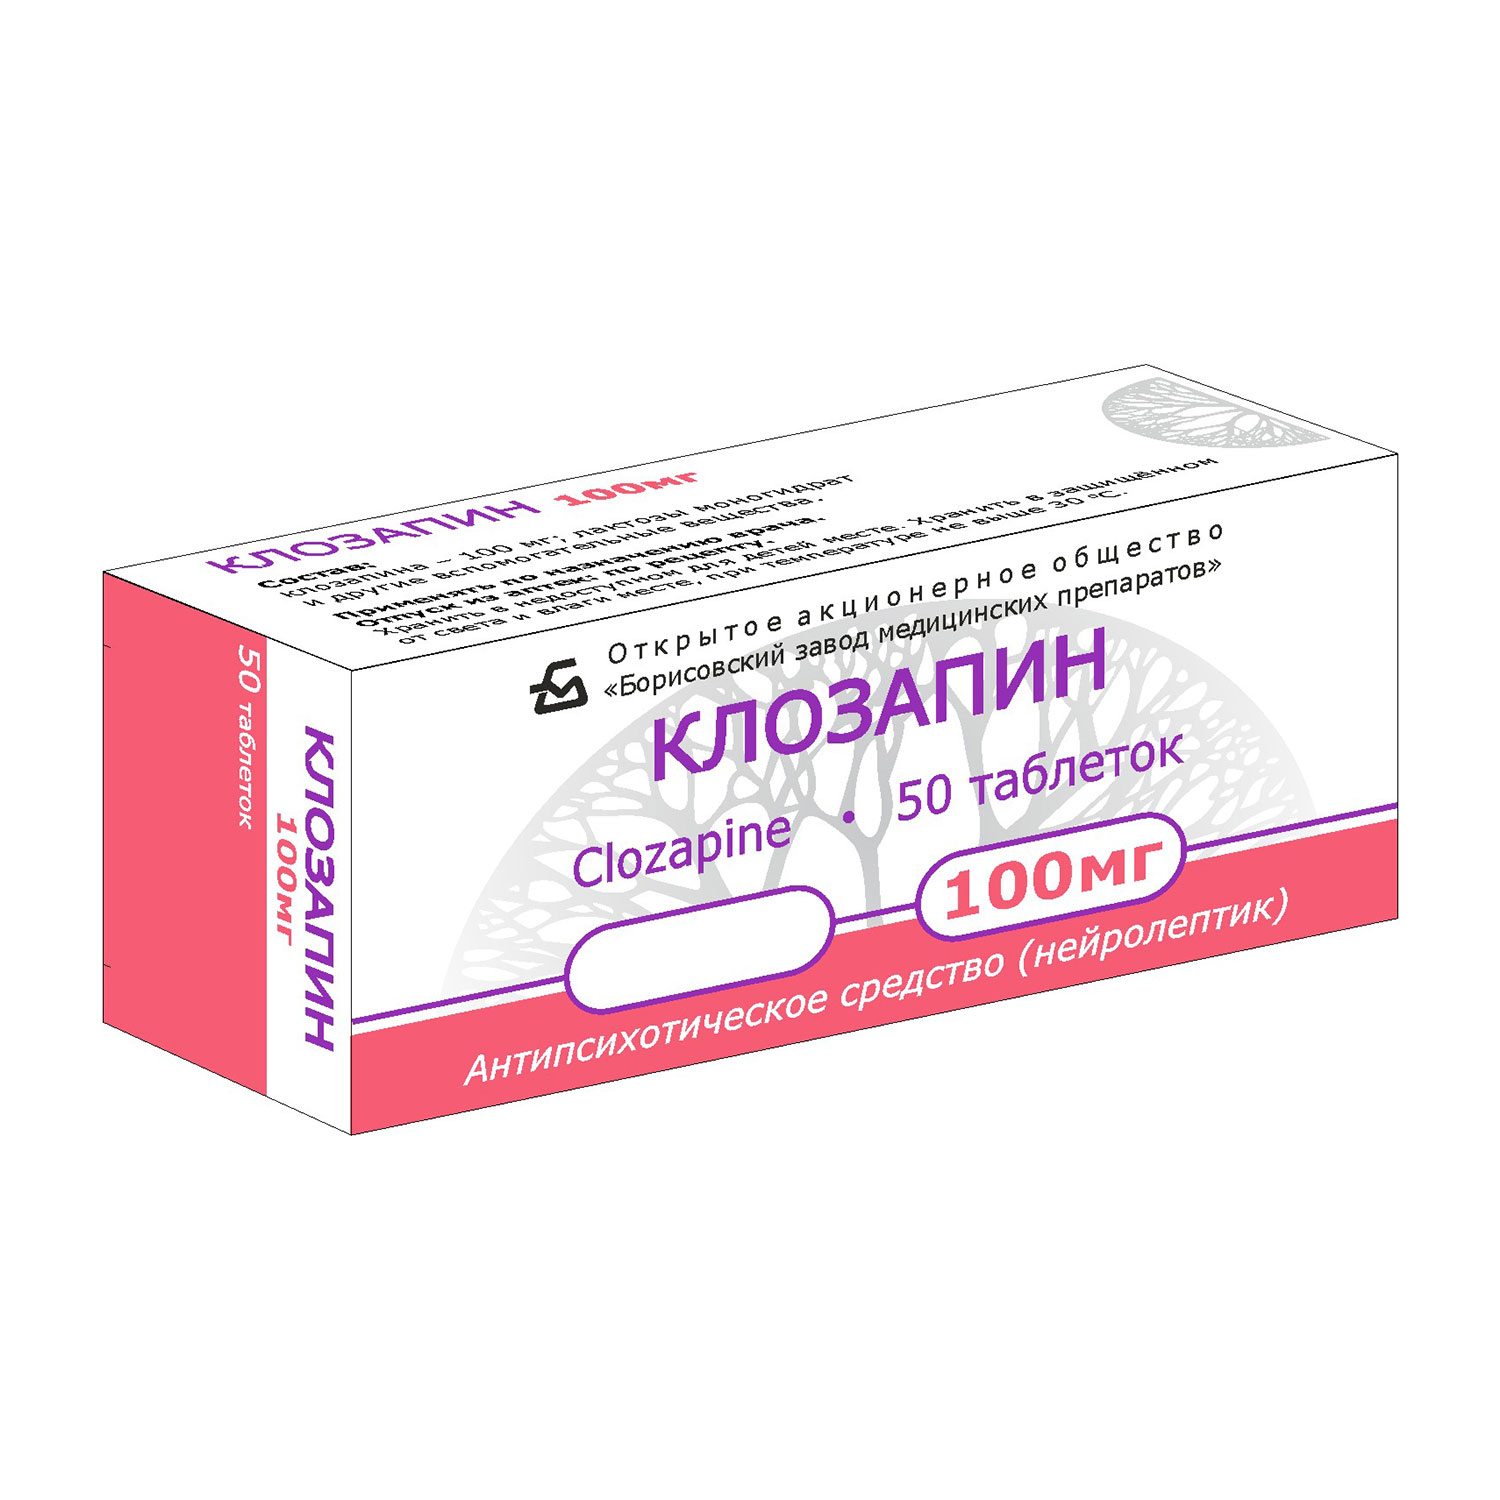 КЛОЗАПИН 100мг
Состав:
клозапина – 100 мг; лактозы моногидрат
и другие вспомогательные вещества.
Применять по назначению врача.
Отпуск из аптек: по рецепту.
Хранить в недоступном для детей месте. Хранить в защищённом
от света и влаги месте, при температуре не выше 30 °С.
Открытое акционерное общество
«Борисовский завод медицинских препаратов»
КЛОЗАПИН
Clozapine • 50 таблеток
100мг
Антипсихотическое средство (нейролептик)
КЛОЗАПИН
100мг
50 таблеток